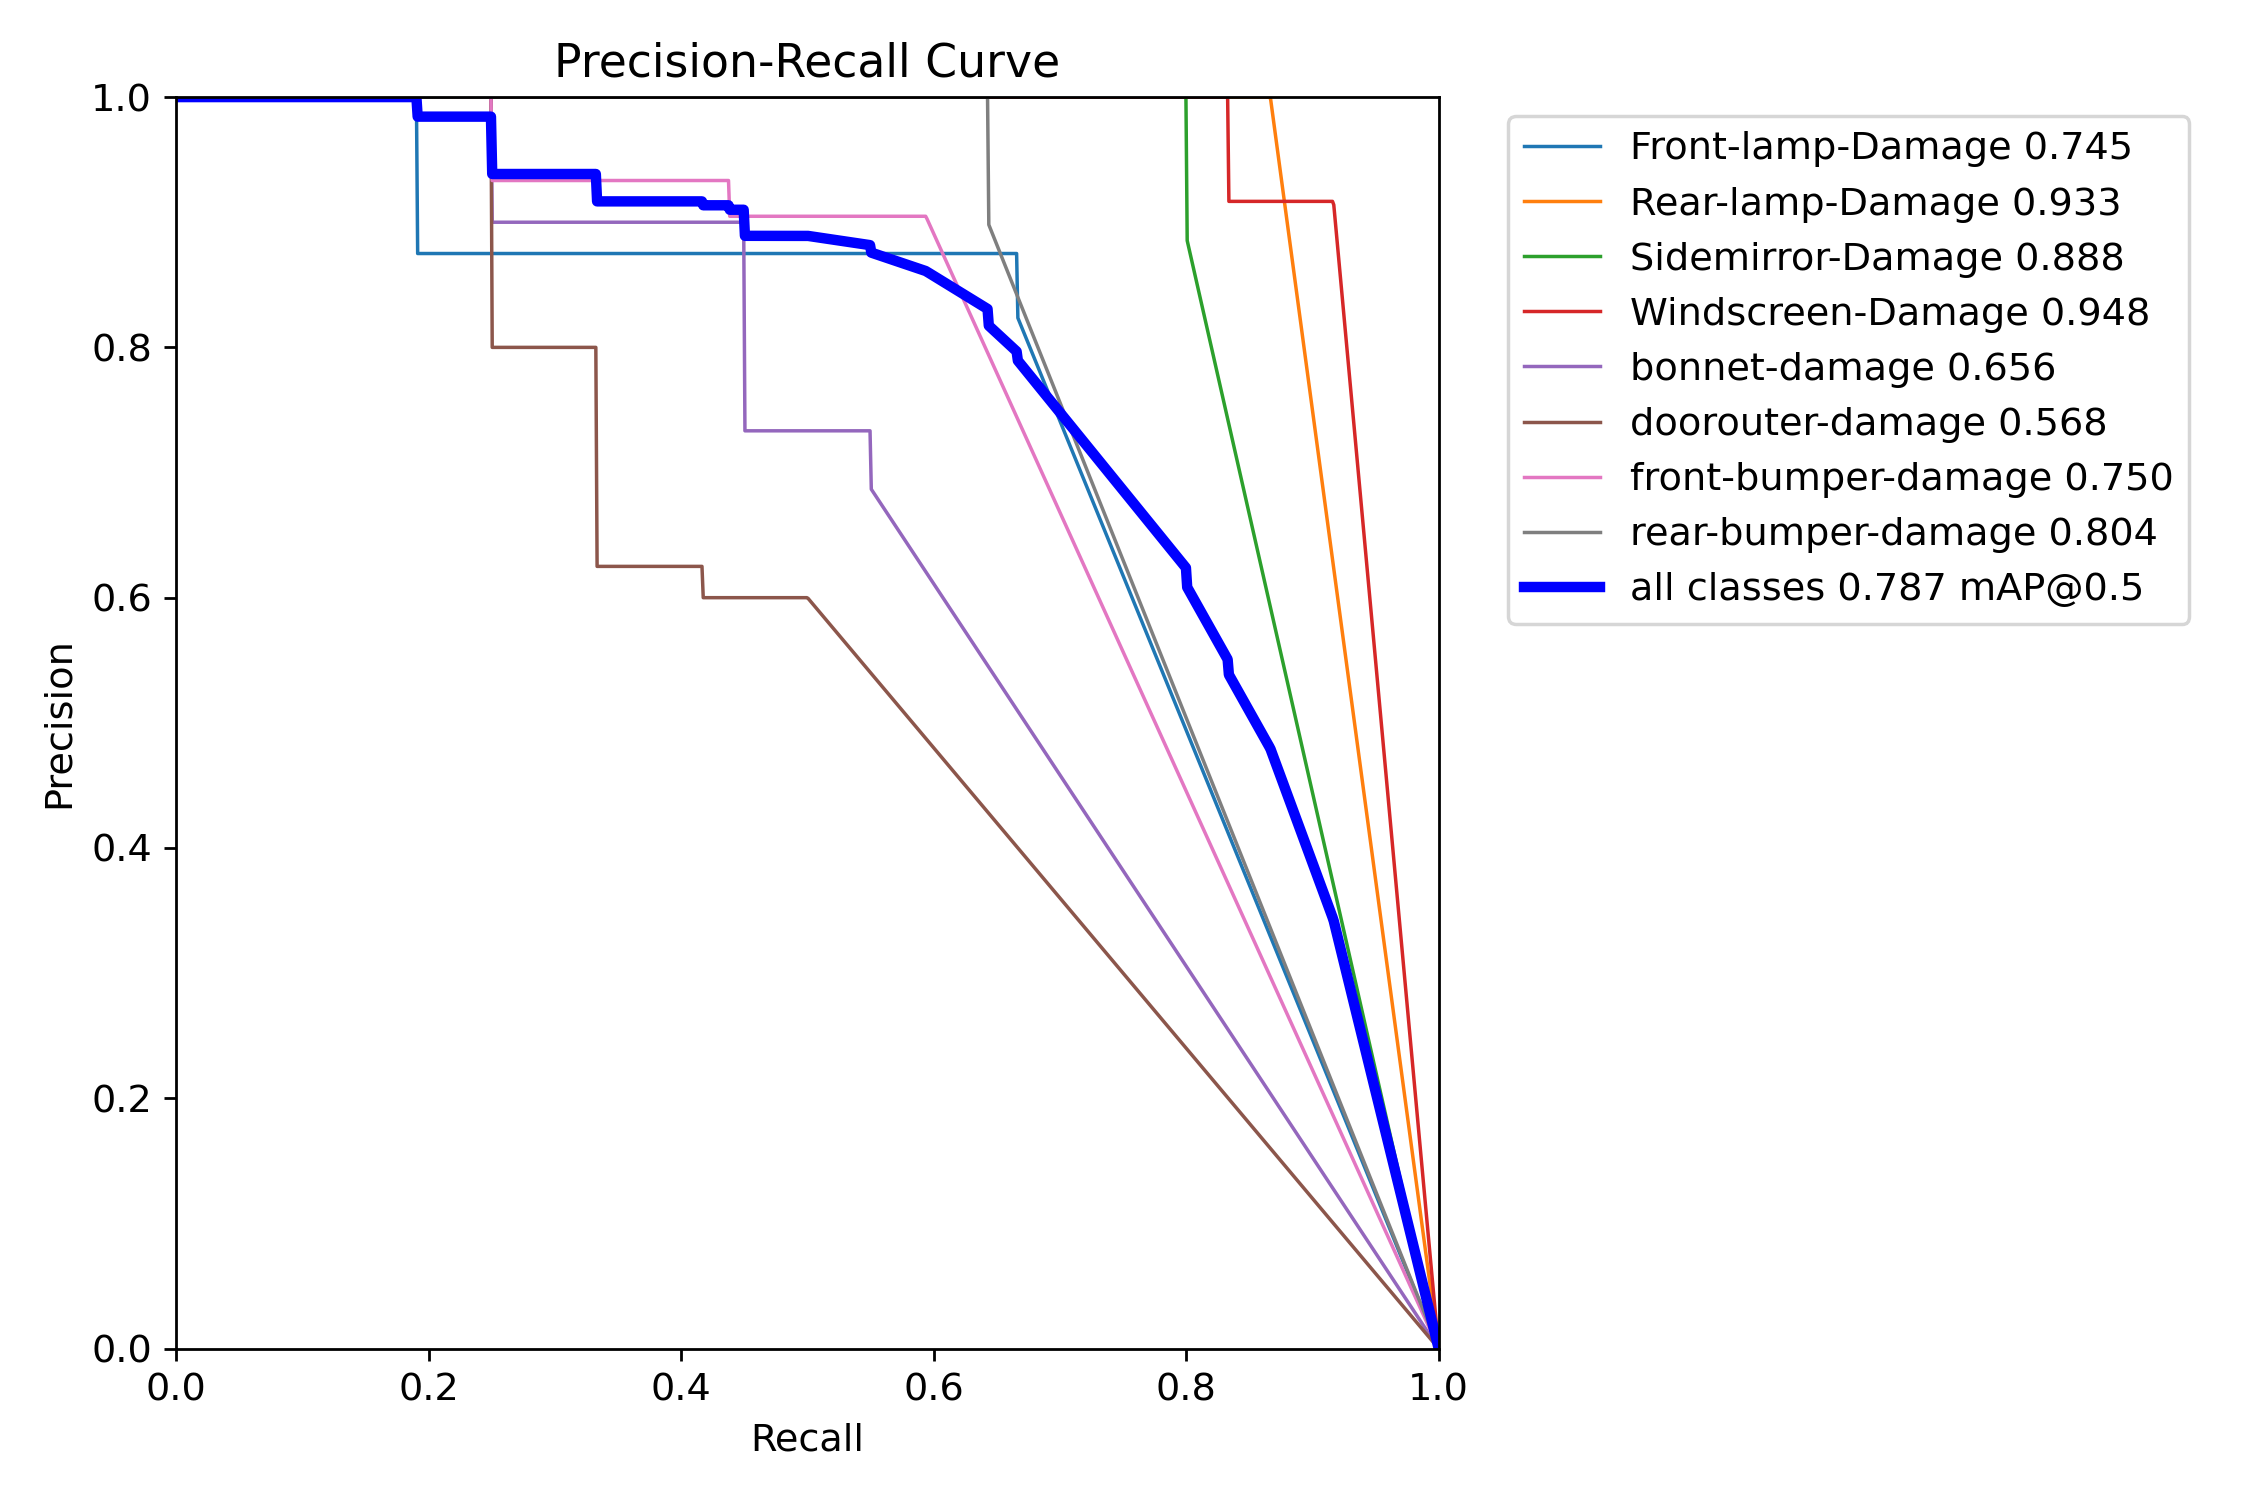 Precision-Recall Curve
1.0
0.8
0.6
0.4
0.2
0.0
Precision
0.0 0.2 0.4 0.6 0.8 1.0
Recall
Front-lamp-Damage 0.745
Rear-lamp-Damage 0.933
Sidemirror-Damage 0.888
Windscreen-Damage 0.948
bonnet-damage 0.656
doorouter-damage 0.568
front-bumper-damage 0.750
rear-bumper-damage 0.804
all classes 0.787 mAP@0.5